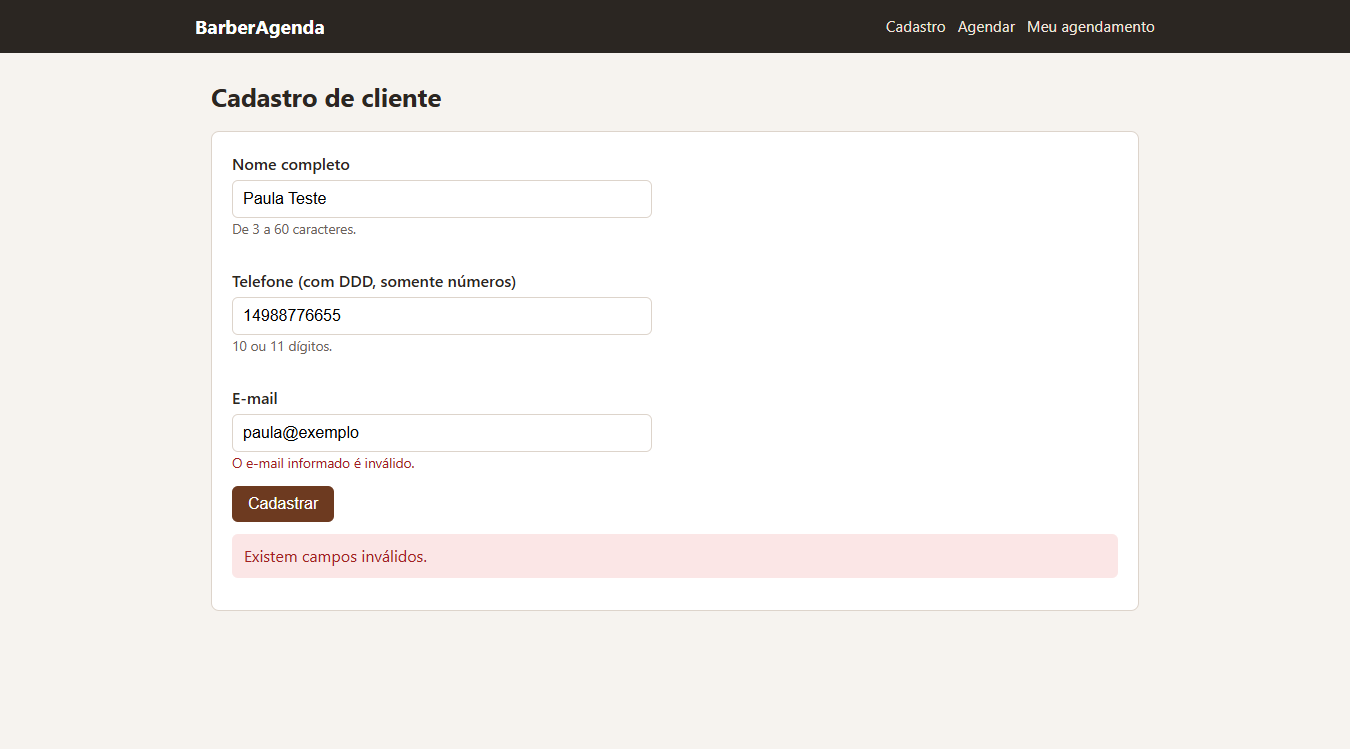 BarberAgenda
Cadastro Agendar Meu agendamento
Cadastro de cliente
Nome completo
Paula Teste
De 3 a 60 caracteres.
Telefone (com DDD, somente números)
14988776655
10 ou 11 dígitos.
E-mail
paula@exemplo
O e-mail informado é inválido.
Cadastrar
Existem campos inválidos.